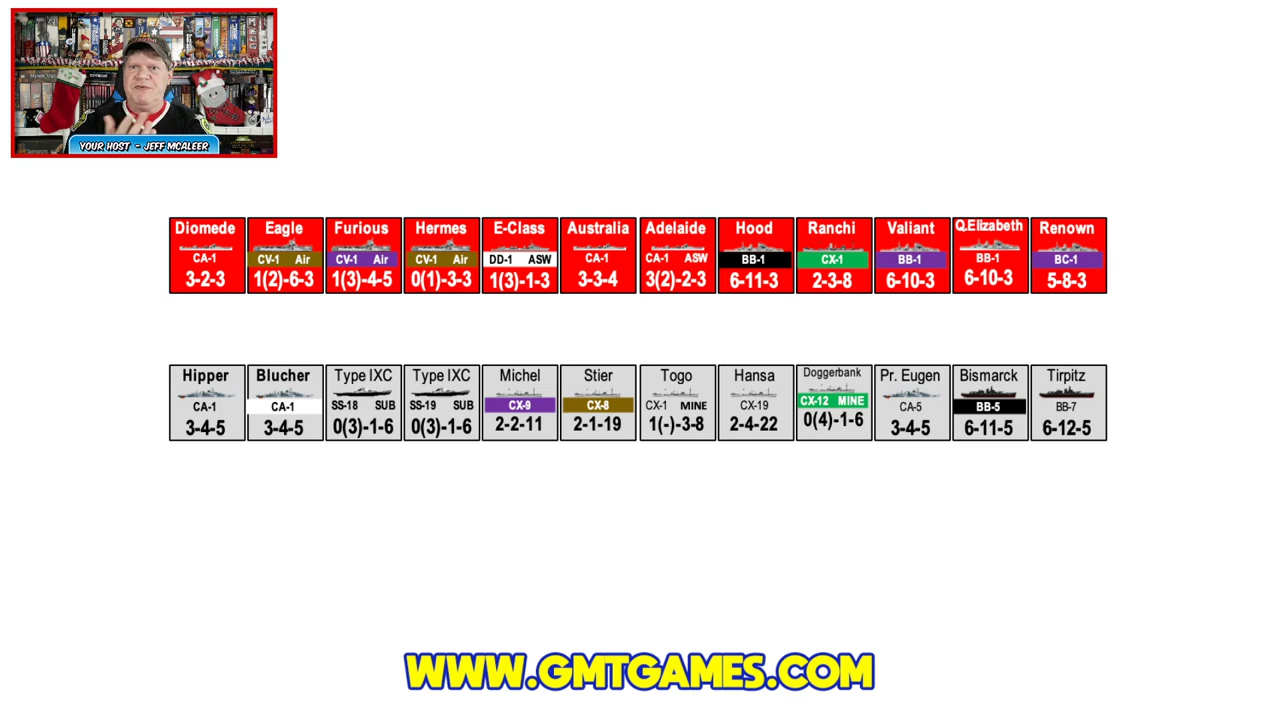 YOUR HOST - JEFF MCALEER
Diomede
CA-1
3-2-3
Eagle
CV-1 Air
1(2)-6-3
Furious
CV-1 Air
1(3)-4-5
Hermes
CV-1 Air
0(1)-3-3
E-Class
DD-1 ASW
1(3)-1-3
Australia
CA-1
3-3-4
Adelaide
CA-1 ASW
3(2)-2-3
Hood
BB-1
6-11-3
Ranchi
CX-1
2-3-8
Valiant
BB-1
6-10-3
Q.Elizabeth
BB-1
6-10-3
Renown
BC-1
5-8-3
Hipper
CA-1
3-4-5
Blucher
CA-1
3-4-5
Type IXC
SS-18 SUB
0(3)-1-6
Type IXC
SS-19 SUB
0(3)-1-6
Michel
CX-9
2-2-11
Stier
CX-8
2-1-19
Togo
CX-1 MINE
1(-)-3-8
Hansa
CX-19
2-4-22
Doggerbank
CX-12 MINE
0(4)-1-6
Pr. Eugen
CA-5
3-4-5
Bismarck
BB-5
6-11-5
Tirpitz
BB-7
6-12-5
WWW.GMTGAMES.COM